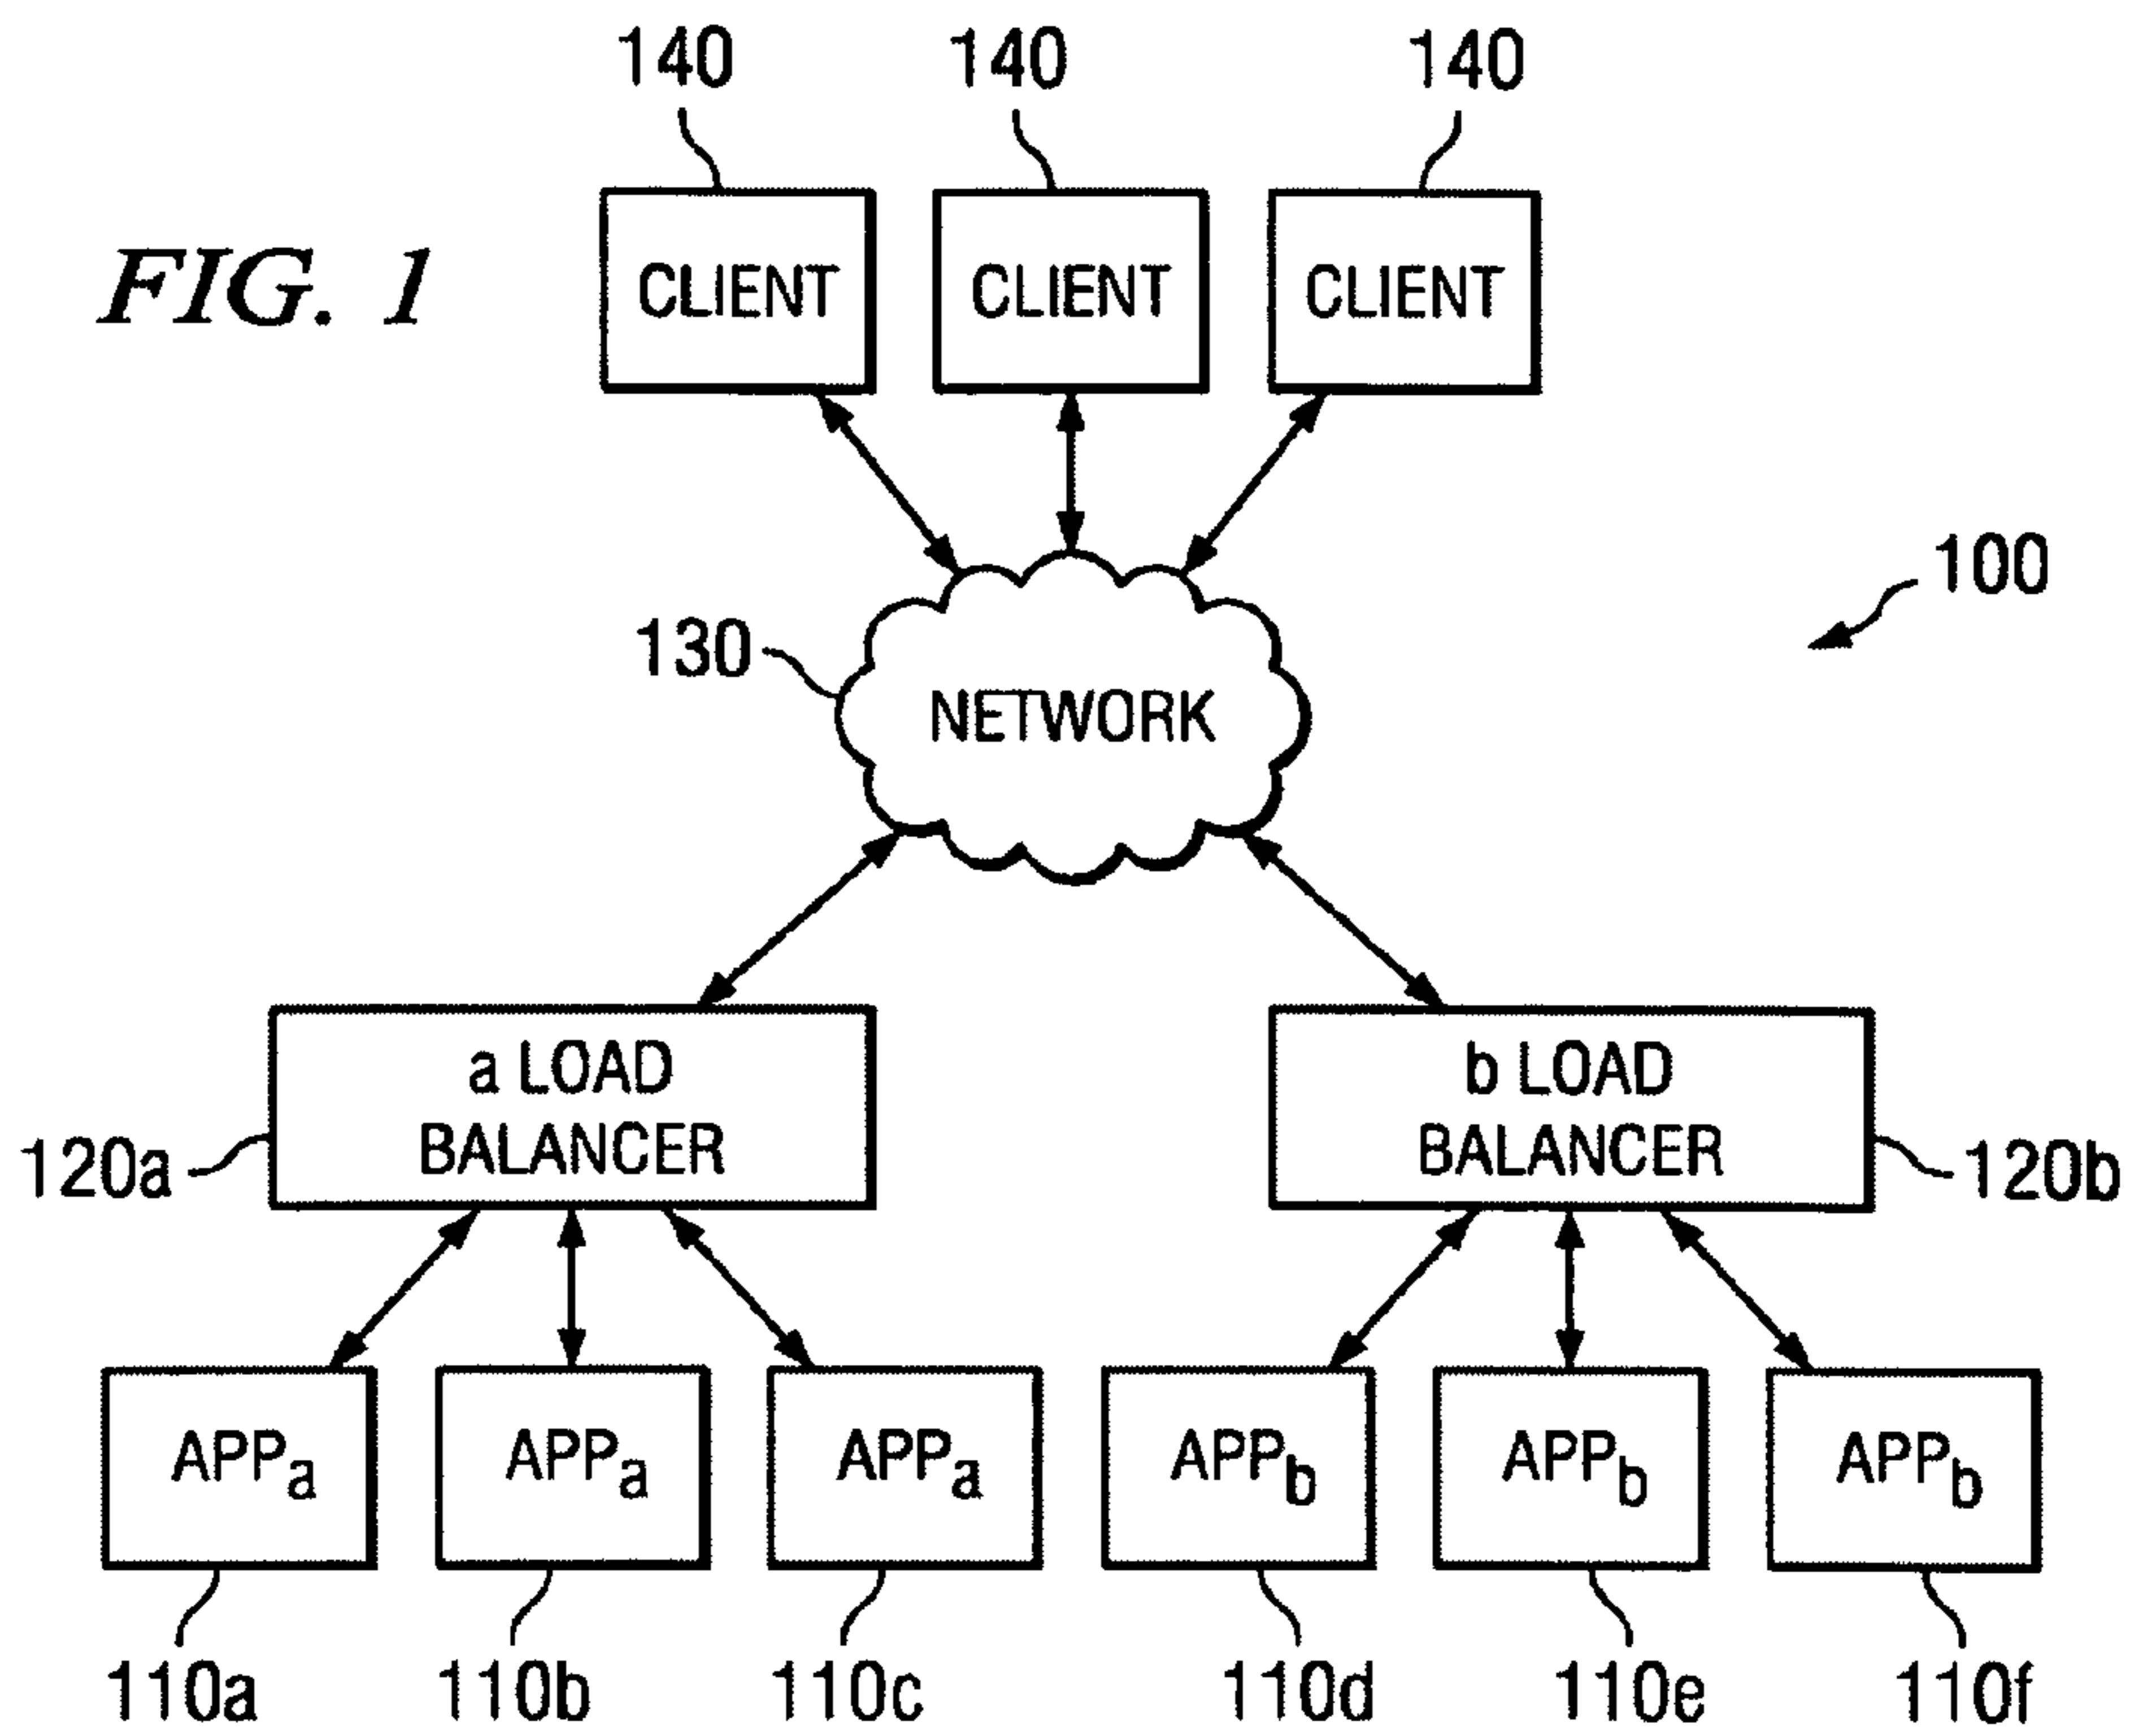 140 140 140
FIG. 1
CLIENT CLIENT CLIENT
100
130
NETWORK
a LOAD
BALANCER
120a
b LOAD
BALANCER
120b
APPa APPa APPa APPb APPb APPb
110a 110b 110c 110d 110e 110f